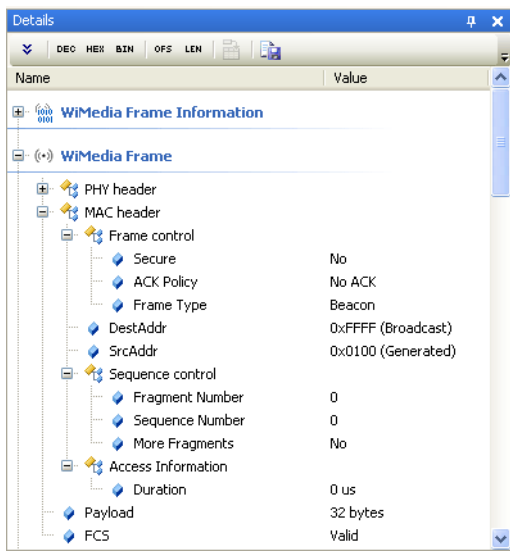 Details
DEC HEX BIN OFS LEN
Name Value
WiMedia Frame Information
WiMedia Frame
PHY header
MAC header
Frame control
Secure No
ACK Policy No ACK
Frame Type Beacon
DestAddr 0xFFFF (Broadcast)
SrcAddr 0x0100 (Generated)
Sequence control
Fragment Number 0
Sequence Number 0
More Fragments No
Access Information
Duration 0 us
Payload 32 bytes
FCS Valid